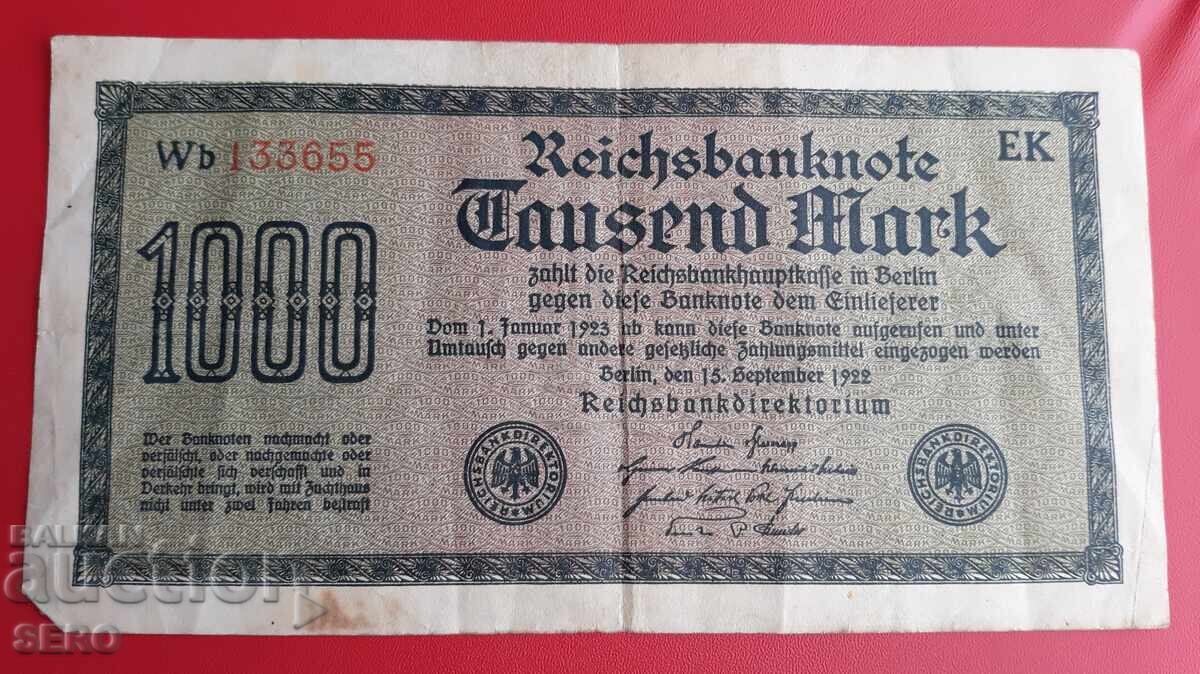 Wb 133655
EK
Reichsbanknote
Tausend Mark
1000
zahlt die Reichsbankhauptkasse in Berlin
gegen diese Banknote dem Einlieferer
Vom 1. Januar 1923 ab kann diese Banknote aufgerufen und unter
Umtausch gegen andere gesetzliche Zahlungsmittel eingezogen werden
Berlin, den 15. September 1922
Reichsbankdirektorium
Wer Banknoten nachmacht oder
verfälscht, oder nachgemachte oder
verfälschte sich verschafft und in
Verkehr bringt, wird mit Zuchthaus
nicht unter zwei Jahren bestraft
REICHSBANKDIREKTORIUM
REICHSBANKDIREKTORIUM
BALKAN
auction
SERO